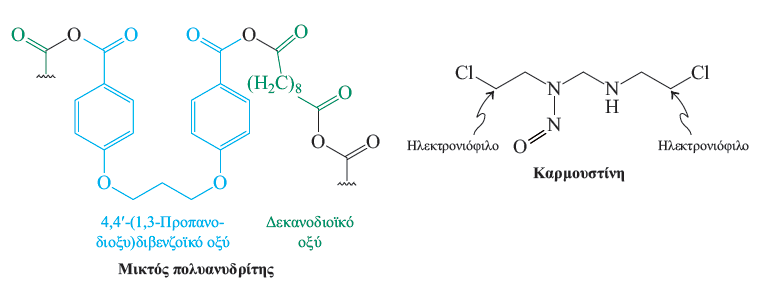 O O O O O O
(H₂C)₈
O
O O
O O
4,4′-(1,3-Προπανο-
διοξυ)διβενζοϊκό οξύ
Δεκανοδιοϊκό
οξύ
Μικτός πολυανυδρίτης
Cl Cl
N N
H
N
O
Ηλεκτρονιόφιλο Ηλεκτρονιόφιλο
Καρμουστίνη